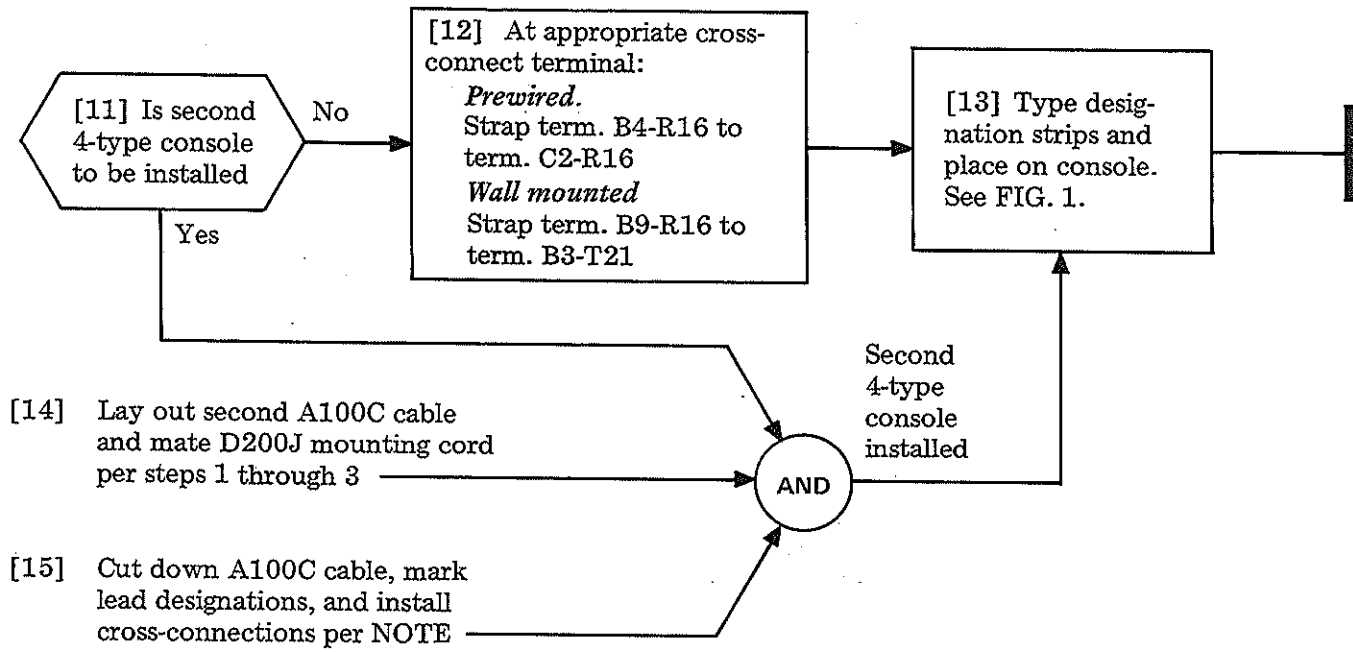 [11] Is second
4-type console
to be installed
No
Yes
[12] At appropriate cross-
connect terminal:
Prewired.
Strap term. B4-R16 to
term. C2-R16
Wall mounted
Strap term. B9-R16 to
term. B3-T21
[13] Type desig-
nation strips and
place on console.
See FIG. 1.
[14] Lay out second A100C cable
and mate D200J mounting cord
per steps 1 through 3
[15] Cut down A100C cable, mark
lead designations, and install
cross-connections per NOTE
AND
Second
4-type
console
installed